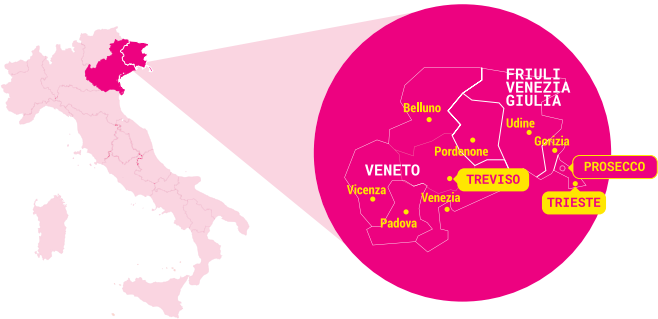 FRIULI
VENEZIA
GIULIA
Belluno
Udine
Gorizia
Pordenone
PROSECCO
VENETO
TREVISO
Vicenza
Venezia
TRIESTE
Padova